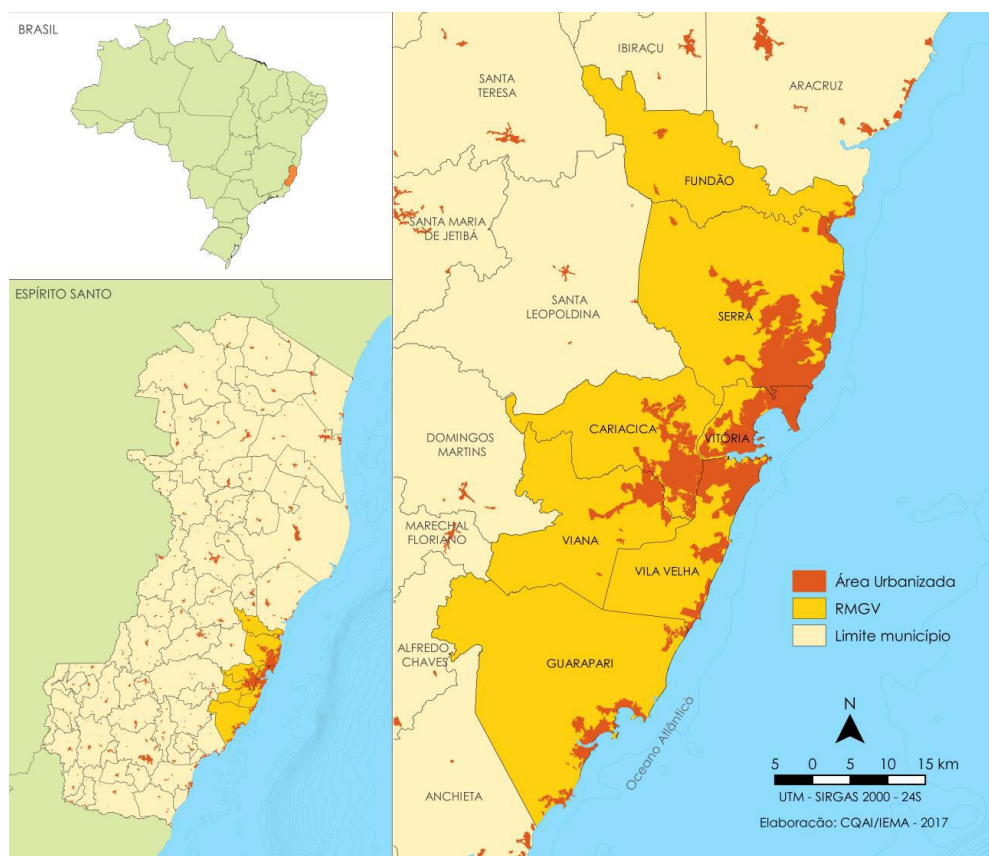 BRASIL
ESPÍRITO SANTO
IBIRAÇU
SANTA
TERESA
ARACRUZ
FUNDÃO
SANTA MARIA
DE JETIBÁ
SANTA
LEOPOLDINA
SERRA
CARIACICA
VITÓRIA
DOMINGOS
MARTINS
MARECHAL
FLORIANO
VIANA
VILA VELHA
ALFREDO
CHAVES
GUARAPARI
ANCHIETA
Oceano Atlântico
Área Urbanizada
RMGV
Limite município
N
5 0 5 10 15 km
UTM - SIRGAS 2000 - 24S
Elaboração: CQAI/IEMA - 2017